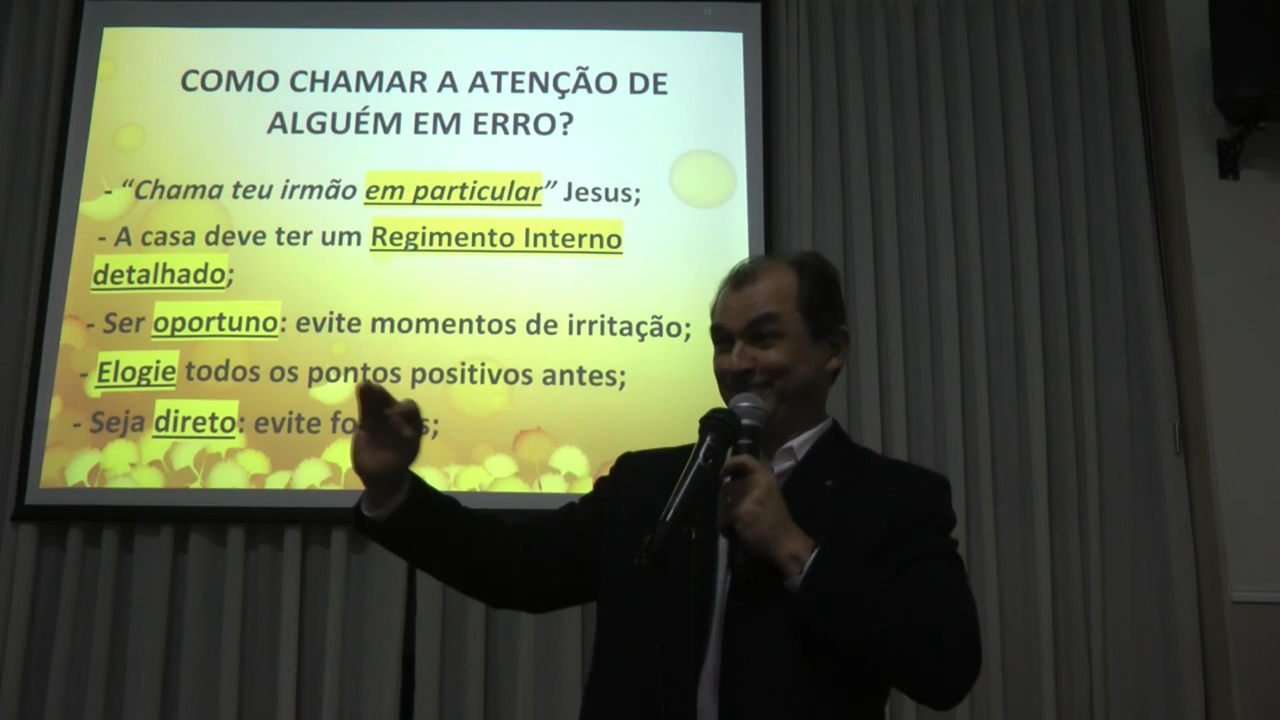 COMO CHAMAR A ATENÇÃO DE
ALGUÉM EM ERRO?
- “Chama teu irmão em particular” Jesus;
- A casa deve ter um Regimento Interno
detalhado;
- Ser oportuno: evite momentos de irritação;
- Elogie todos os pontos positivos antes;
- Seja direto: evite